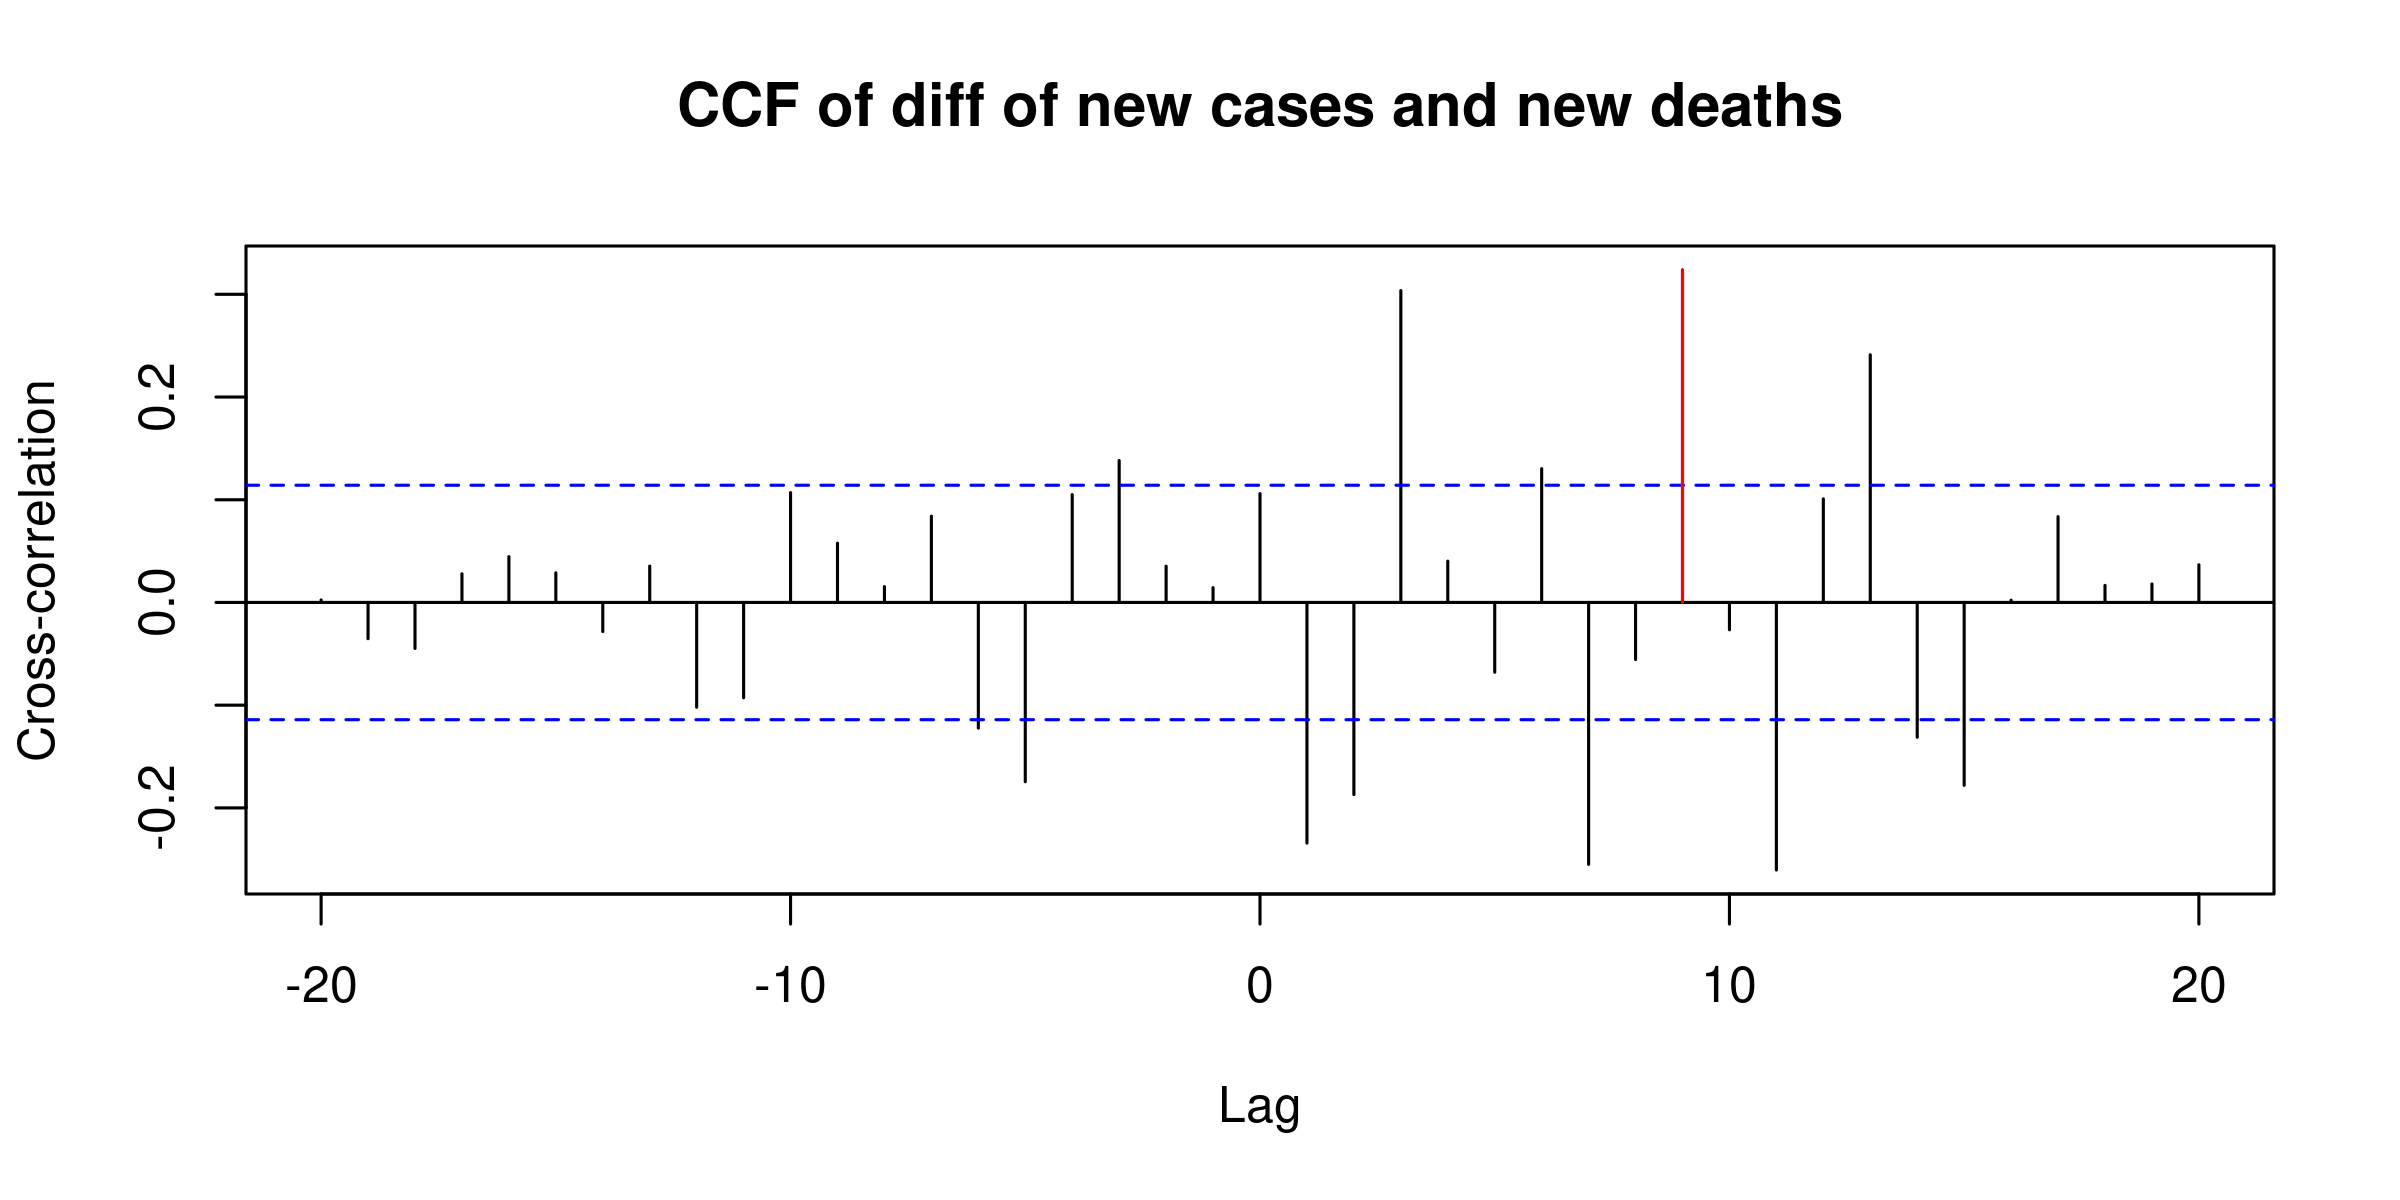 CCF of diff of new cases and new deaths
Cross-correlation
0.2
0.0
-0.2
-20 -10 0 10 20
Lag